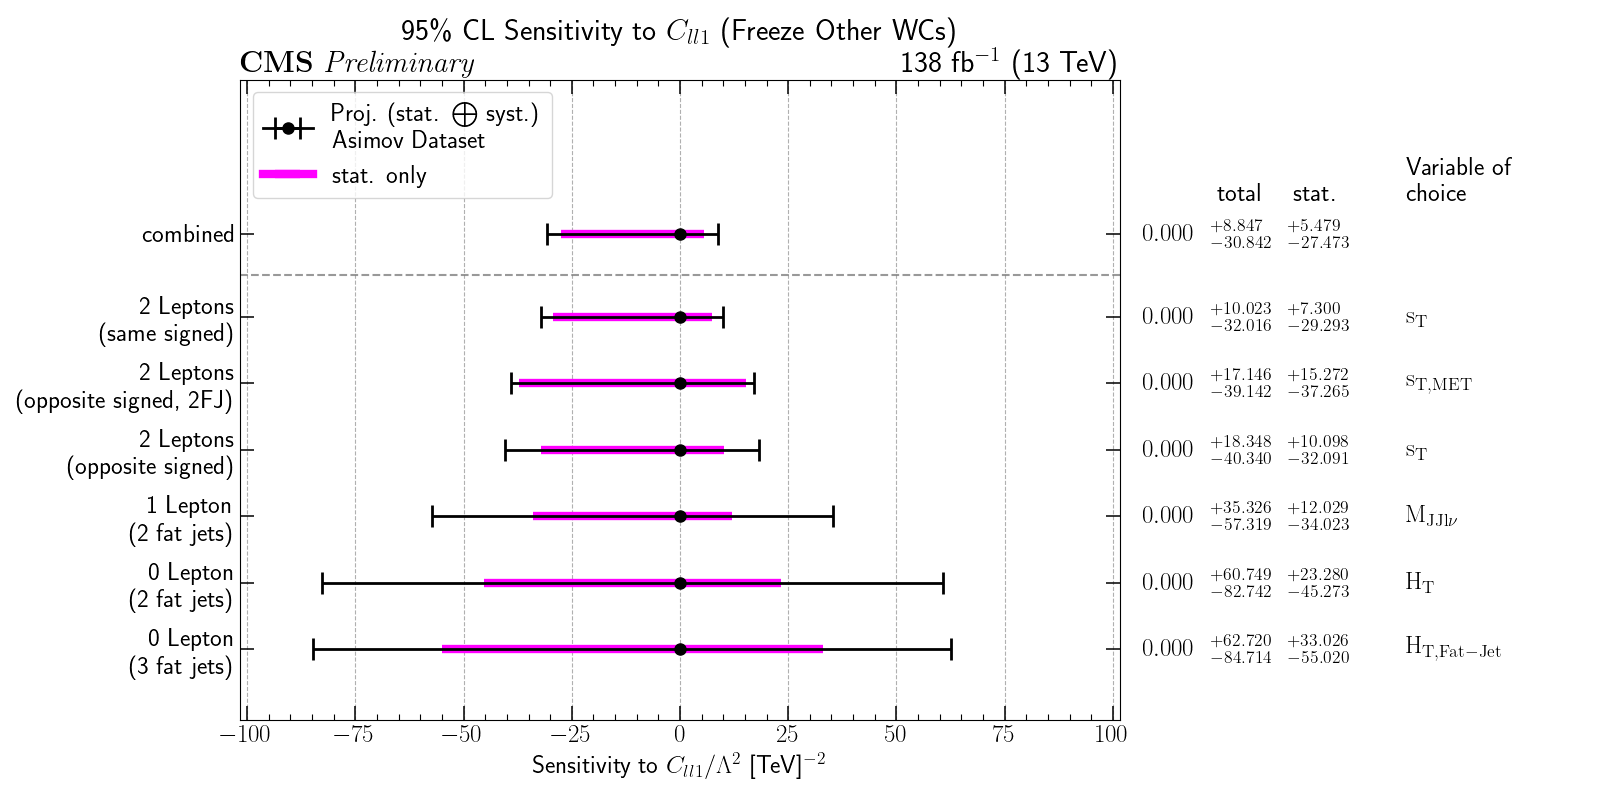 95% CL Sensitivity to C_{ll1} (Freeze Other WCs)
CMS Preliminary 138 fb^{−1} (13 TeV)
Proj. (stat. ⨁ syst.)
Asimov Dataset
stat. only
Variable of
total stat. choice
combined 0.000 +8.847 −30.842 +5.479 −27.473
2 Leptons
(same signed) 0.000 +10.023 −32.016 +7.300 −29.293 s_T
2 Leptons
(opposite signed, 2FJ) 0.000 +17.146 −39.142 +15.272 −37.265 s_{T,MET}
2 Leptons
(opposite signed) 0.000 +18.348 −40.340 +10.098 −32.091 s_T
1 Lepton
(2 fat jets) 0.000 +35.326 −57.319 +12.029 −34.023 M_{JJlν}
0 Lepton
(2 fat jets) 0.000 +60.749 −82.742 +23.280 −45.273 H_T
0 Lepton
(3 fat jets) 0.000 +62.720 −84.714 +33.026 −55.020 H_{T,Fat−Jet}
−100 −75 −50 −25 0 25 50 75 100
Sensitivity to C_{ll1}/Λ² [TeV]^{−2}